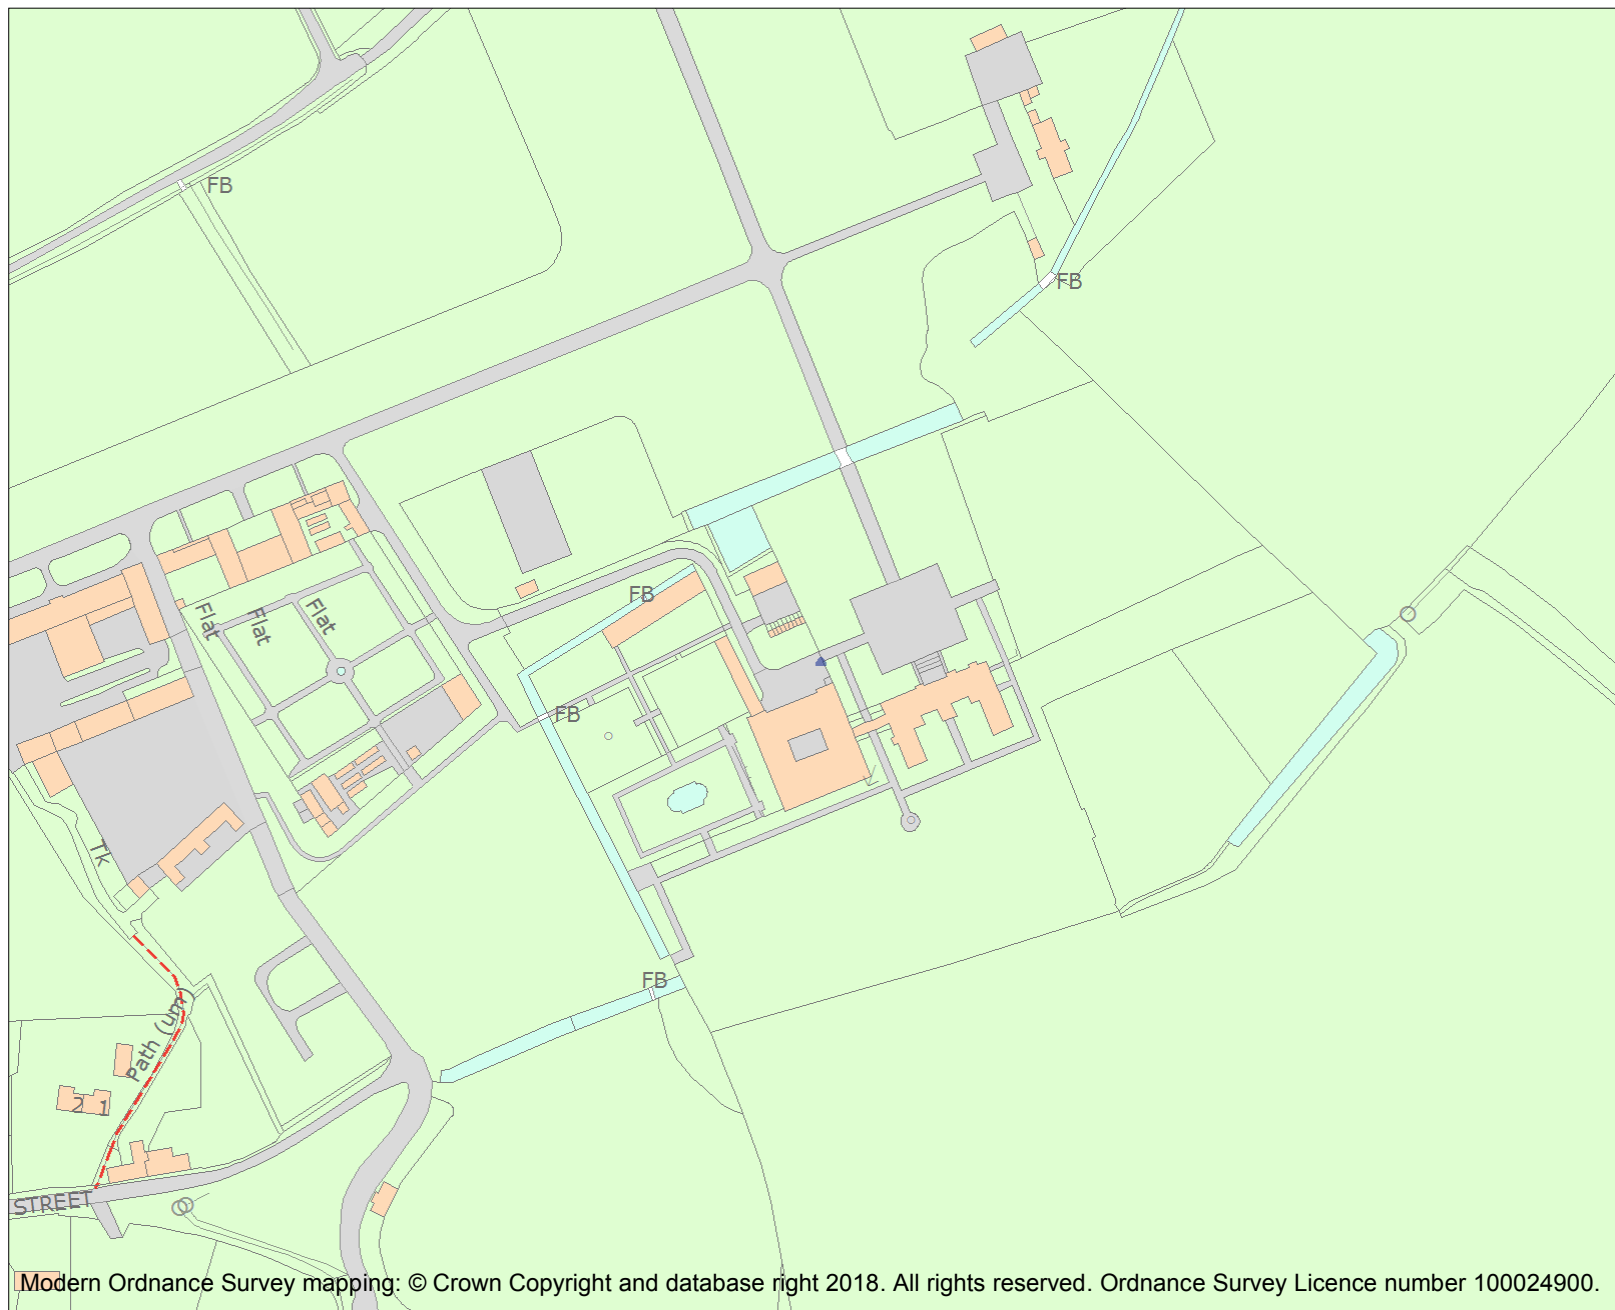 FB
FB
FB
Flat
Flat
Flat
FB
Tk
FB
Path (um)
2 1
STREET
Modern Ordnance Survey mapping: © Crown Copyright and database right 2018. All rights reserved. Ordnance Survey Licence number 100024900.